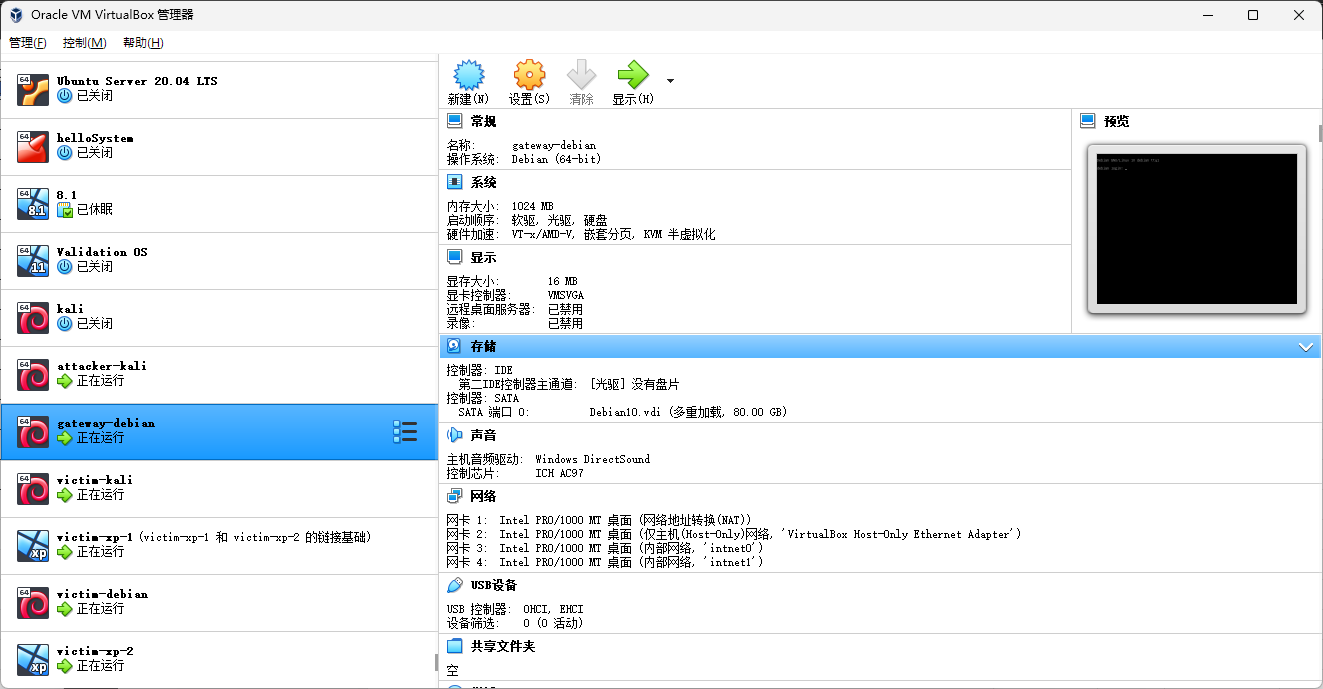 Oracle VM VirtualBox 管理器
管理(F) 控制(M) 帮助(H)
Ubuntu Server 20.04 LTS
已关闭
helloSystem
已关闭
8.1
已休眠
Validation OS
已关闭
kali
已关闭
attacker-kali
正在运行
gateway-debian
正在运行
victim-kali
正在运行
victim-xp-1 (victim-xp-1 和 victim-xp-2 的链接基础)
正在运行
victim-debian
正在运行
victim-xp-2
正在运行
新建(N) 设置(S) 清除 显示(H)
常规
名称: gateway-debian
操作系统: Debian (64-bit)
系统
内存大小: 1024 MB
启动顺序: 软驱, 光驱, 硬盘
硬件加速: VT-x/AMD-V, 嵌套分页, KVM 半虚拟化
显示
显存大小: 16 MB
显卡控制器: VMSVGA
远程桌面服务器: 已禁用
录像: 已禁用
预览
存储
控制器: IDE
第二IDE控制器主通道: [光驱] 没有盘片
控制器: SATA
SATA 端口 0: Debian10.vdi (多重加载, 80.00 GB)
声音
主机音频驱动: Windows DirectSound
控制芯片: ICH AC97
网络
网卡 1: Intel PRO/1000 MT 桌面 (网络地址转换(NAT))
网卡 2: Intel PRO/1000 MT 桌面 (仅主机(Host-Only)网络, 'VirtualBox Host-Only Ethernet Adapter')
网卡 3: Intel PRO/1000 MT 桌面 (内部网络, 'intnet0')
网卡 4: Intel PRO/1000 MT 桌面 (内部网络, 'intnet1')
USB设备
USB 控制器: OHCI, EHCI
设备筛选: 0 (0 活动)
共享文件夹
空